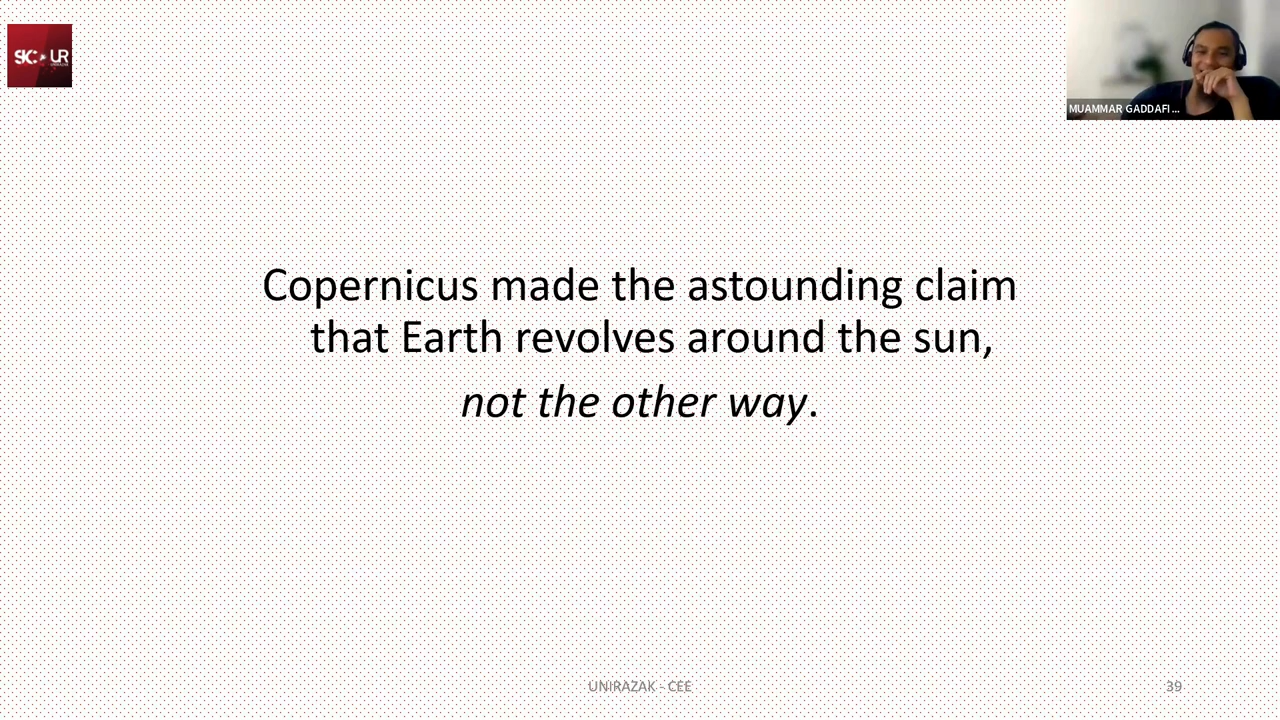 SIC UR
MUAMMAR GADDAFI ...
Copernicus made the astounding claim
that Earth revolves around the sun,
not the other way.
UNIRAZAK - CEE
39